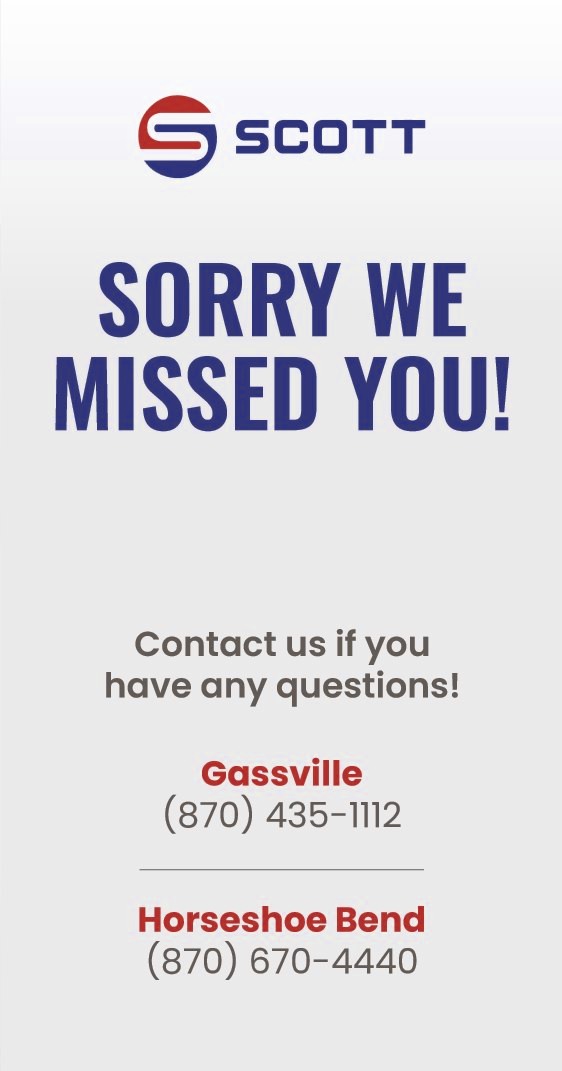 SCOTT
SORRY WE
MISSED YOU!
Contact us if you
have any questions!
Gassville
(870) 435-1112
Horseshoe Bend
(870) 670-4440